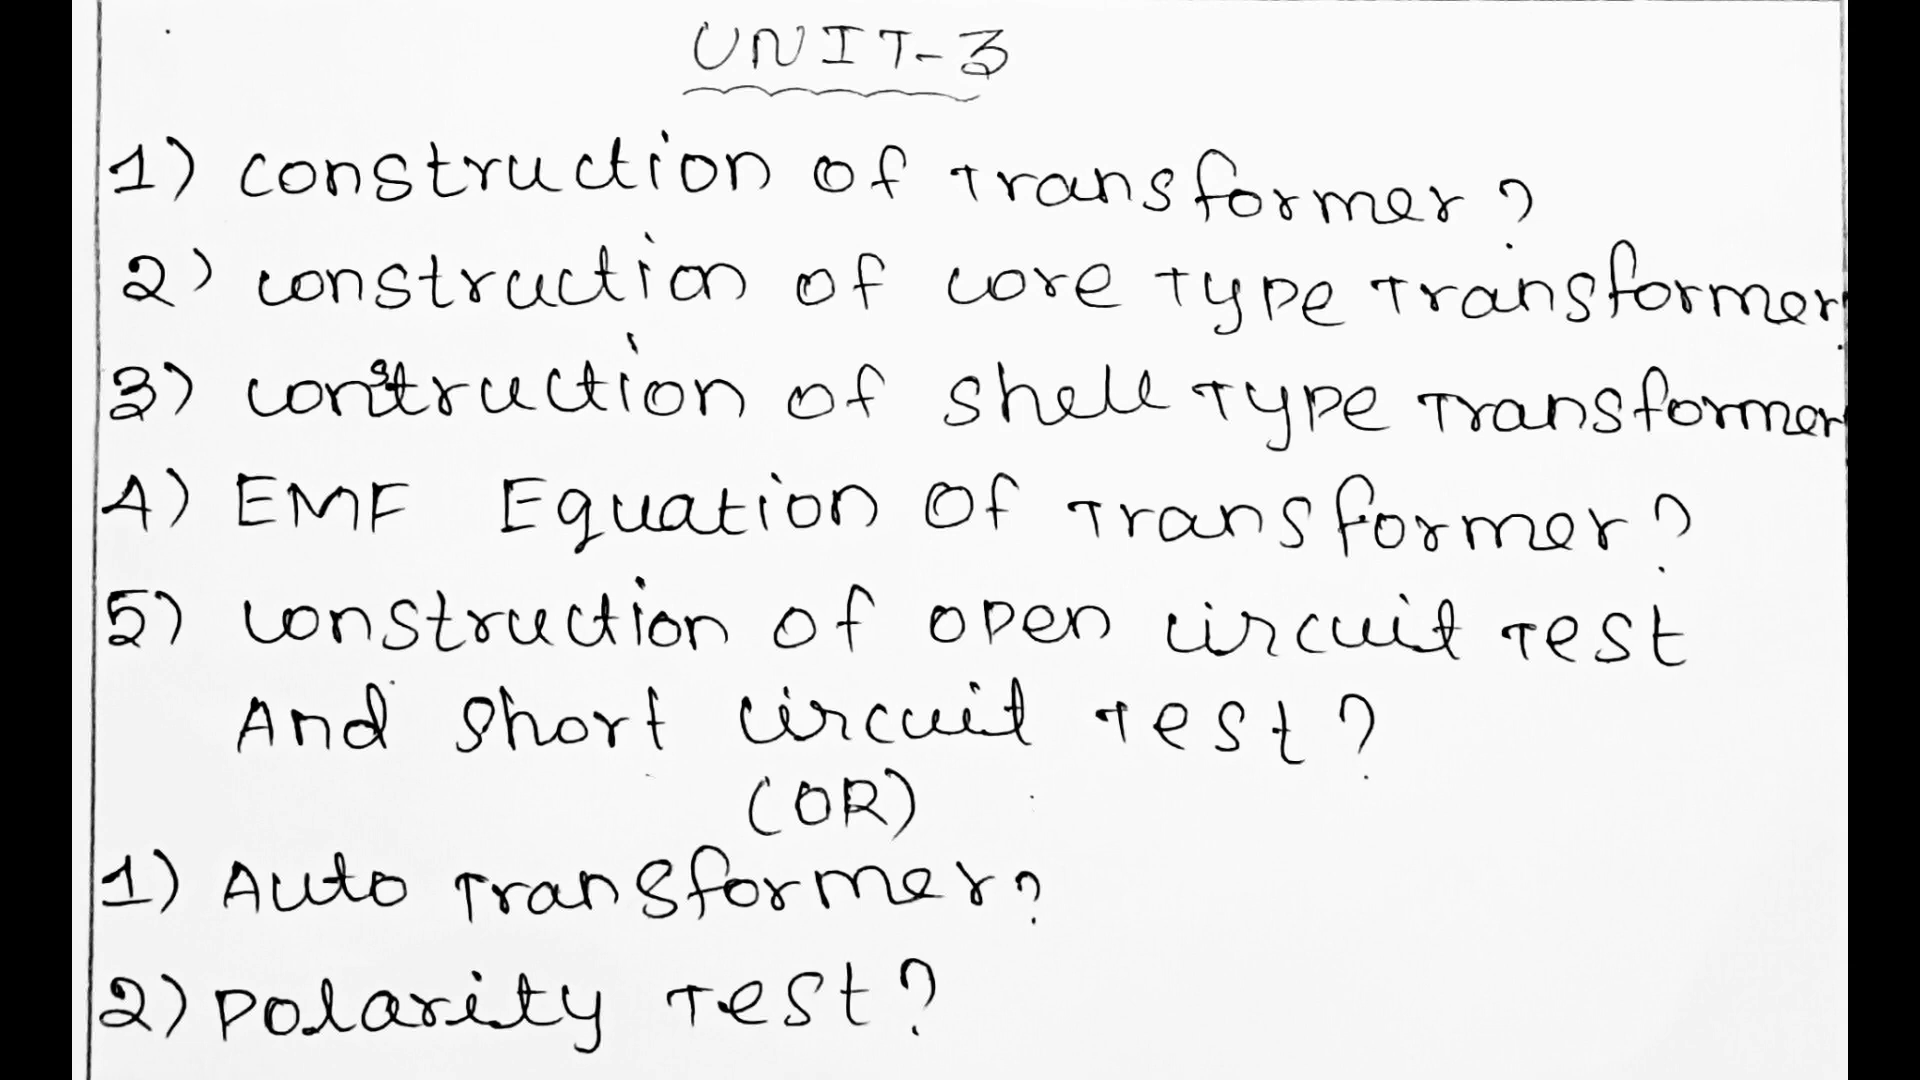 UNIT-3
1) construction of Transformer?
2) construction of core Type Transformer
3) construction of shell Type Transformer
4) EMF Equation Of Transformer?
5) construction of open circuit Test
And Short circuit Test?
(OR)
1) Auto Transformer?
2) Polarity Test?